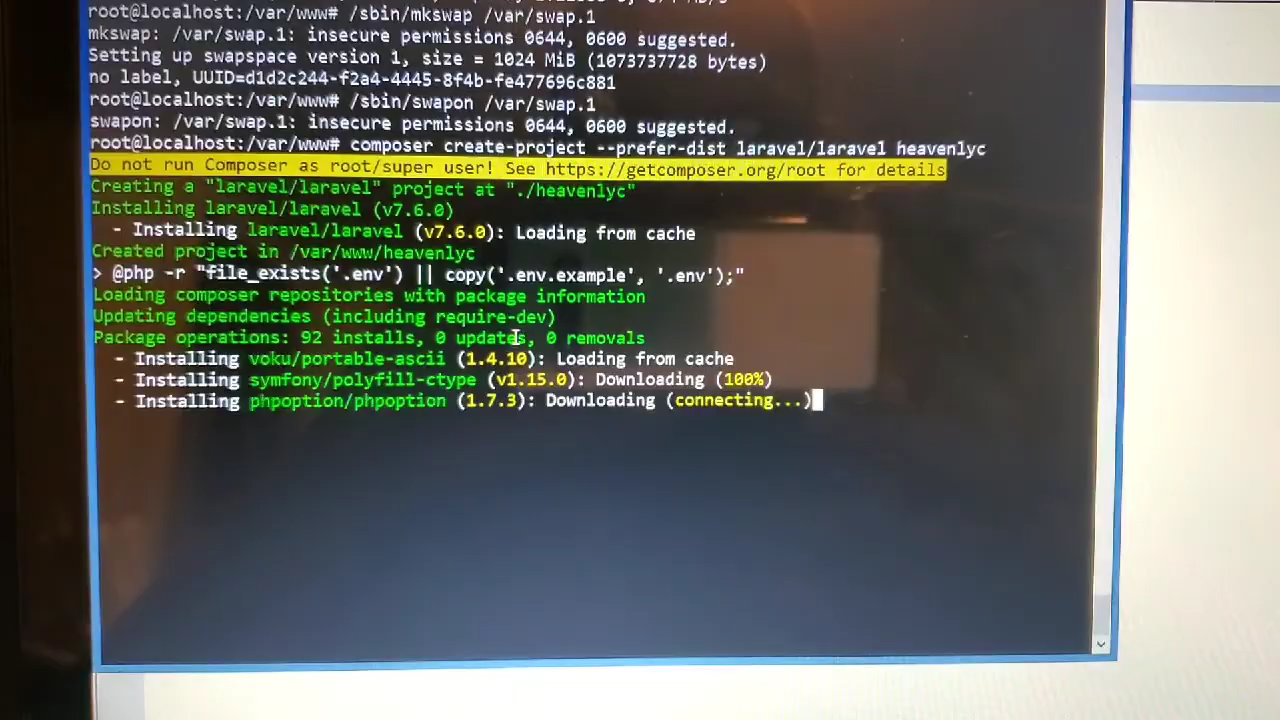 root@localhost:/var/www# /sbin/mkswap /var/swap.1
mkswap: /var/swap.1: insecure permissions 0644, 0600 suggested.
Setting up swapspace version 1, size = 1024 MiB (1073737728 bytes)
no label, UUID=d1d2c244-f2a4-4445-8f4b-fe477696c881
root@localhost:/var/www# /sbin/swapon /var/swap.1
swapon: /var/swap.1: insecure permissions 0644, 0600 suggested.
root@localhost:/var/www# composer create-project --prefer-dist laravel/laravel heavenlyc
Do not run Composer as root/super user! See https://getcomposer.org/root for details
Creating a "laravel/laravel" project at "./heavenlyc"
Installing laravel/laravel (v7.6.0)
- Installing laravel/laravel (v7.6.0): Loading from cache
Created project in /var/www/heavenlyc
> @php -r "file_exists('.env') || copy('.env.example', '.env');"
Loading composer repositories with package information
Updating dependencies (including require-dev)
Package operations: 92 installs, 0 updates, 0 removals
- Installing voku/portable-ascii (1.4.10): Loading from cache
- Installing symfony/polyfill-ctype (v1.15.0): Downloading (100%)
- Installing phpoption/phpoption (1.7.3): Downloading (connecting...)